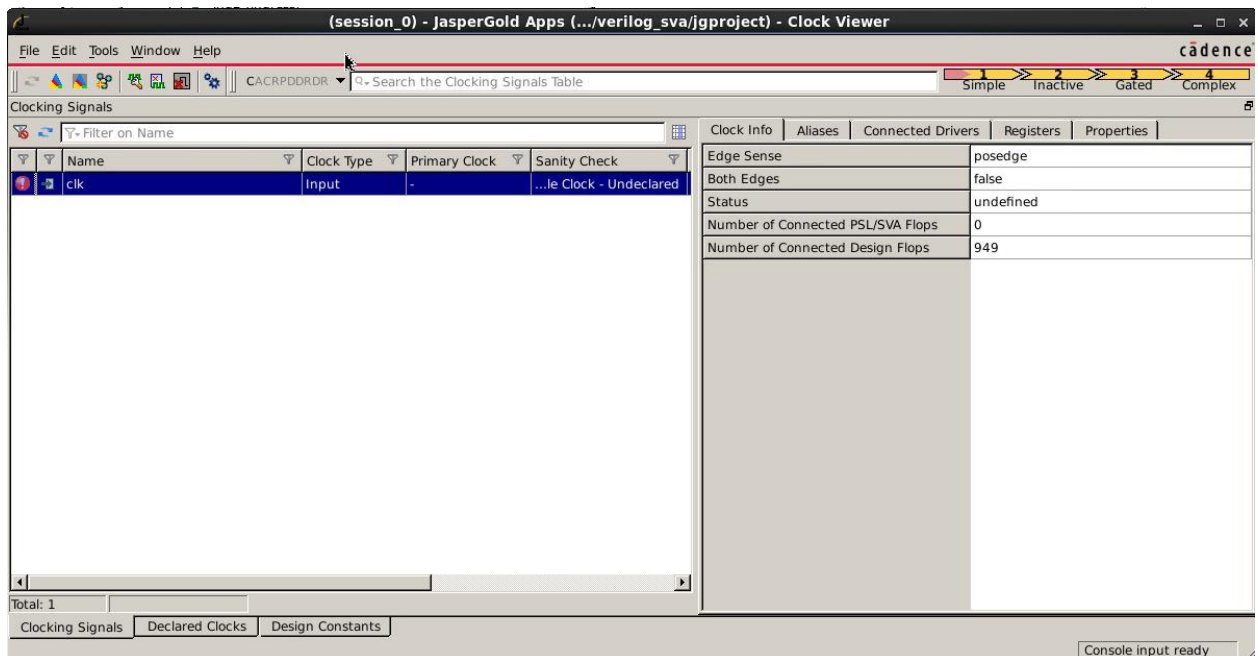 (session_0) - JasperGold Apps (.../verilog_sva/jgproject) - Clock Viewer
File Edit Tools Window Help
cādence
CACRPDDRDR Search the Clocking Signals Table
1 2 3 4
Simple Inactive Gated Complex
Clocking Signals
Filter on Name
Name Clock Type Primary Clock Sanity Check
clk Input - ...le Clock - Undeclared
Total: 1
Clock Info Aliases Connected Drivers Registers Properties
Edge Sense posedge
Both Edges false
Status undefined
Number of Connected PSL/SVA Flops 0
Number of Connected Design Flops 949
Clocking Signals Declared Clocks Design Constants
Console input ready